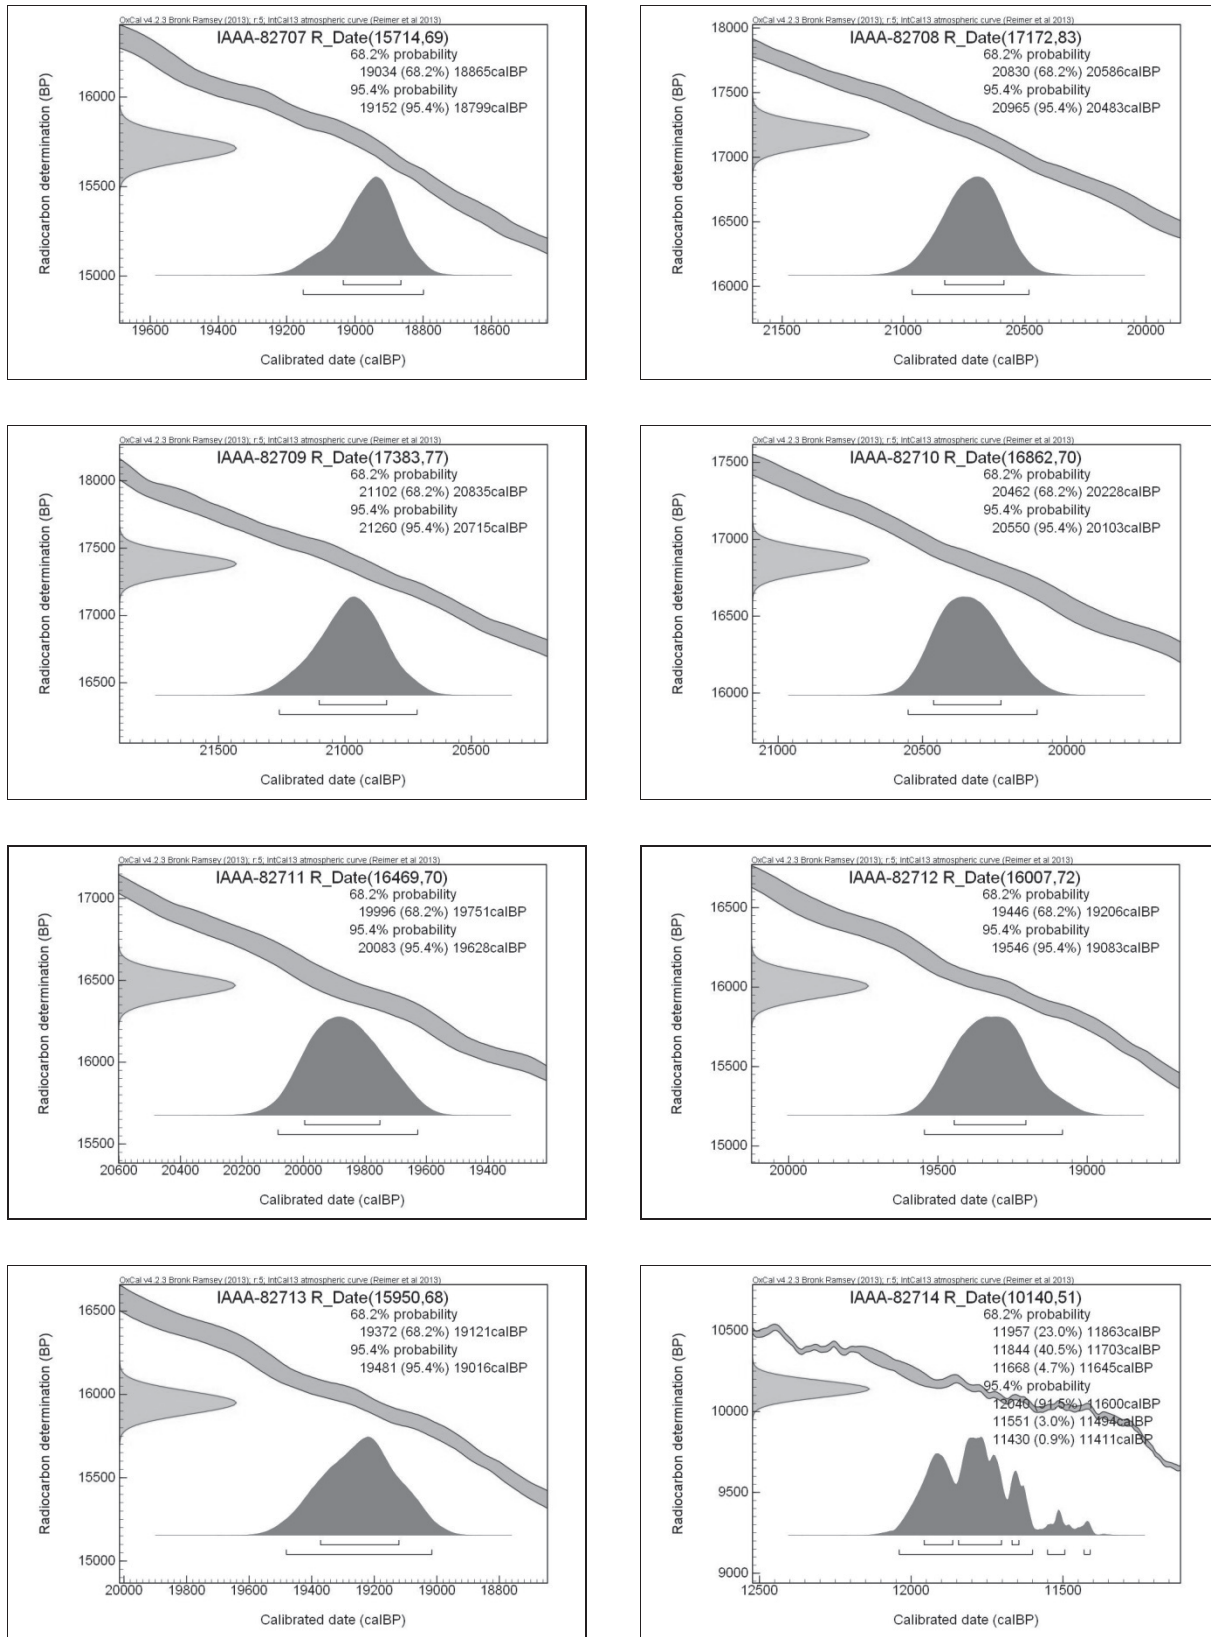 OxCal v4.2.3 Bronk Ramsey (2013); r:5; IntCal13 atmospheric curve (Reimer et al 2013)
IAAA-82707 R_Date(15714,69)
68.2% probability
19034 (68.2%) 18865calBP
95.4% probability
19152 (95.4%) 18799calBP
Radiocarbon determination (BP)
16000
15500
15000
19600 19400 19200 19000 18800 18600
Calibrated date (calBP)
OxCal v4.2.3 Bronk Ramsey (2013); r:5; IntCal13 atmospheric curve (Reimer et al 2013)
IAAA-82708 R_Date(17172,83)
68.2% probability
20830 (68.2%) 20586calBP
95.4% probability
20965 (95.4%) 20483calBP
Radiocarbon determination (BP)
18000
17500
17000
16500
16000
21500 21000 20500 20000
Calibrated date (calBP)
OxCal v4.2.3 Bronk Ramsey (2013); r:5; IntCal13 atmospheric curve (Reimer et al 2013)
IAAA-82709 R_Date(17383,77)
68.2% probability
21102 (68.2%) 20835calBP
95.4% probability
21260 (95.4%) 20715calBP
Radiocarbon determination (BP)
18000
17500
17000
16500
21500 21000 20500
Calibrated date (calBP)
OxCal v4.2.3 Bronk Ramsey (2013); r:5; IntCal13 atmospheric curve (Reimer et al 2013)
IAAA-82710 R_Date(16862,70)
68.2% probability
20462 (68.2%) 20228calBP
95.4% probability
20550 (95.4%) 20103calBP
Radiocarbon determination (BP)
17500
17000
16500
16000
21000 20500 20000
Calibrated date (calBP)
OxCal v4.2.3 Bronk Ramsey (2013); r:5; IntCal13 atmospheric curve (Reimer et al 2013)
IAAA-82711 R_Date(16469,70)
68.2% probability
19996 (68.2%) 19751calBP
95.4% probability
20083 (95.4%) 19628calBP
Radiocarbon determination (BP)
17000
16500
16000
15500
20600 20400 20200 20000 19800 19600 19400
Calibrated date (calBP)
OxCal v4.2.3 Bronk Ramsey (2013); r:5; IntCal13 atmospheric curve (Reimer et al 2013)
IAAA-82712 R_Date(16007,72)
68.2% probability
19446 (68.2%) 19206calBP
95.4% probability
19546 (95.4%) 19083calBP
Radiocarbon determination (BP)
16500
16000
15500
15000
20000 19500 19000
Calibrated date (calBP)
OxCal v4.2.3 Bronk Ramsey (2013); r:5; IntCal13 atmospheric curve (Reimer et al 2013)
IAAA-82713 R_Date(15950,68)
68.2% probability
19372 (68.2%) 19121calBP
95.4% probability
19481 (95.4%) 19016calBP
Radiocarbon determination (BP)
16500
16000
15500
15000
20000 19800 19600 19400 19200 19000 18800
Calibrated date (calBP)
OxCal v4.2.3 Bronk Ramsey (2013); r:5; IntCal13 atmospheric curve (Reimer et al 2013)
IAAA-82714 R_Date(10140,51)
68.2% probability
11957 (23.0%) 11863calBP
11844 (40.5%) 11703calBP
11668 (4.7%) 11645calBP
95.4% probability
12040 (91.5%) 11600calBP
11551 (3.0%) 11494calBP
11430 (0.9%) 11411calBP
Radiocarbon determination (BP)
10500
10000
9500
9000
12500 12000 11500
Calibrated date (calBP)